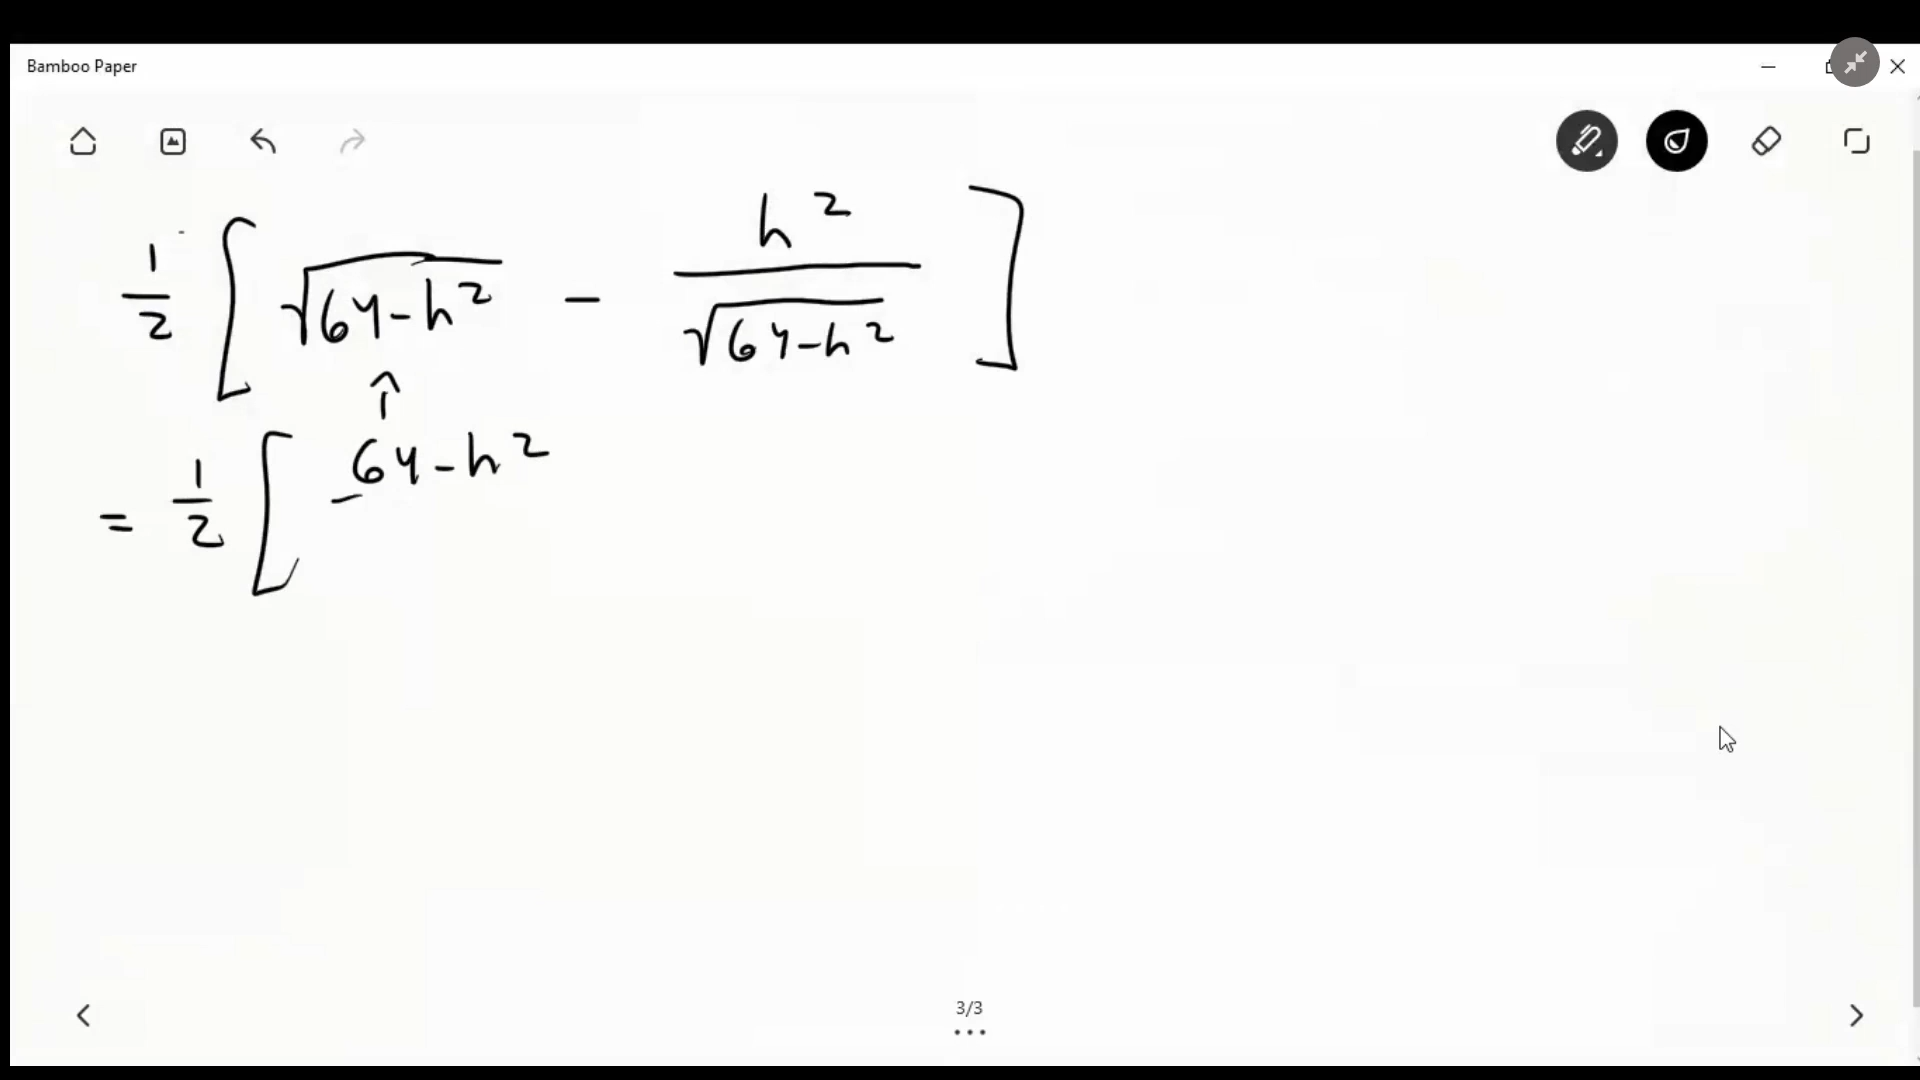 Bamboo Paper
1/2 [ √(64-h²) - h²/√(64-h²) ]
↑
= 1/2 [ 64-h²
3/3